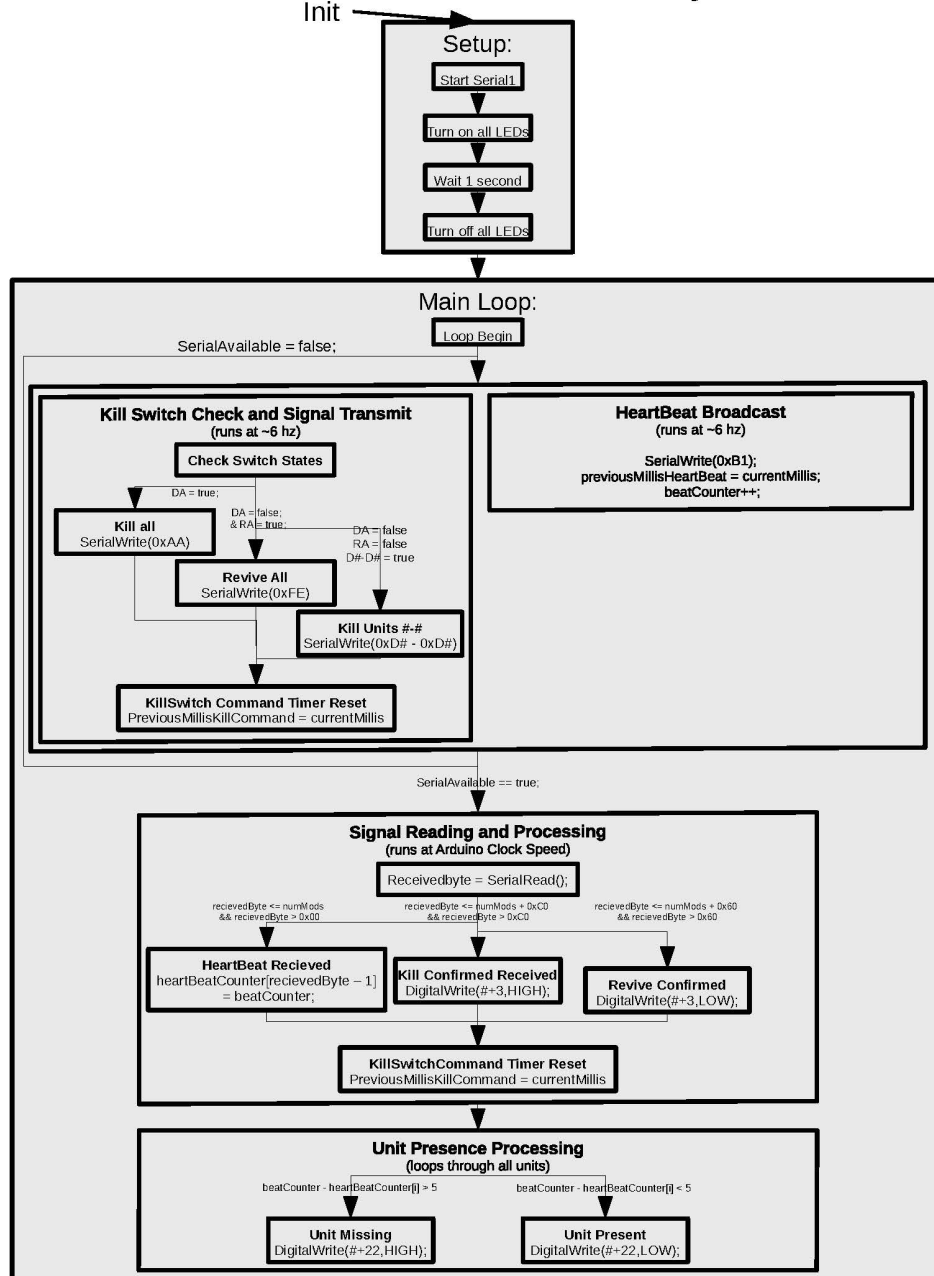 Init
Setup:
Start Serial1
Turn on all LEDs
Wait 1 second
Turn off all LEDs
Main Loop:
Loop Begin
SerialAvailable = false;
Kill Switch Check and Signal Transmit
(runs at ~6 hz)
Check Switch States
DA = true;
DA = false;
& RA = true;
DA = false
RA = false
D#-D# = true
Kill all
SerialWrite(0xAA)
Revive All
SerialWrite(0xFE)
Kill Units #-#
SerialWrite(0xD# - 0xD#)
KillSwitch Command Timer Reset
PreviousMillisKillCommand = currentMillis
HeartBeat Broadcast
(runs at ~6 hz)
SerialWrite(0xB1);
previousMillisHeartBeat = currentMillis;
beatCounter++;
SerialAvailable == true;
Signal Reading and Processing
(runs at Arduino Clock Speed)
Receivedbyte = SerialRead();
recievedByte <= numMods
&& recievedByte > 0x00
recievedByte <= numMods + 0xC0
&& recievedByte > 0xC0
recievedByte <= numMods + 0x60
&& recievedByte > 0x60
HeartBeat Recieved
heartBeatCounter[recievedByte – 1]
= beatCounter;
Kill Confirmed Received
DigitalWrite(#+3,HIGH);
Revive Confirmed
DigitalWrite(#+3,LOW);
KillSwitchCommand Timer Reset
PreviousMillisKillCommand = currentMillis
Unit Presence Processing
(loops through all units)
beatCounter - heartBeatCounter[i] > 5
beatCounter - heartBeatCounter[i] < 5
Unit Missing
DigitalWrite(#+22,HIGH);
Unit Present
DigitalWrite(#+22,LOW);